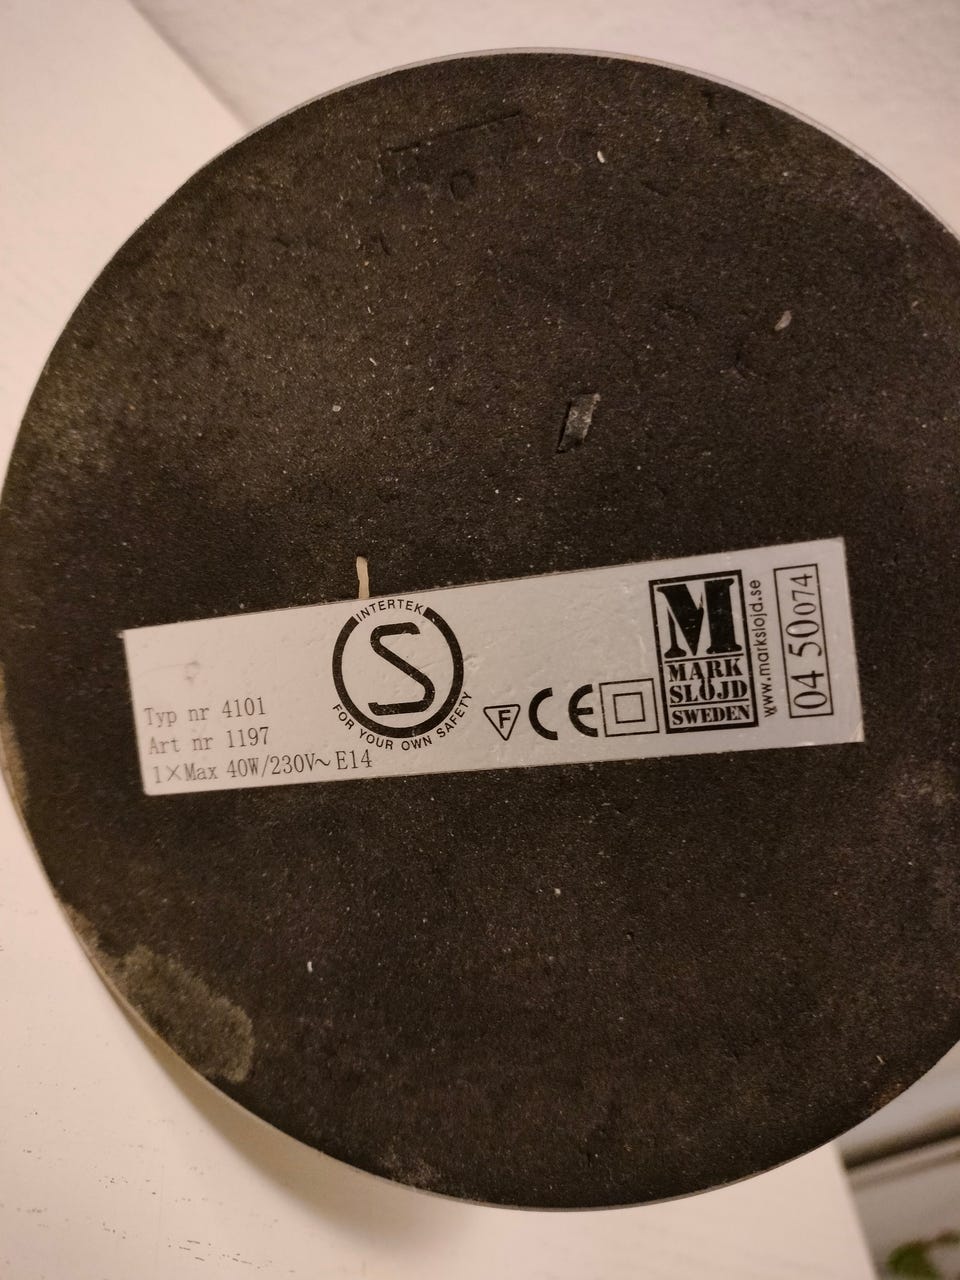 Typ nr 4101
Art nr 1197
1×Max 40W/230V~ E14
INTERTEK
S
FOR YOUR OWN SAFETY
F
CE
M
MARK
SLÖJD
SWEDEN
www.markslojd.se
04 50074